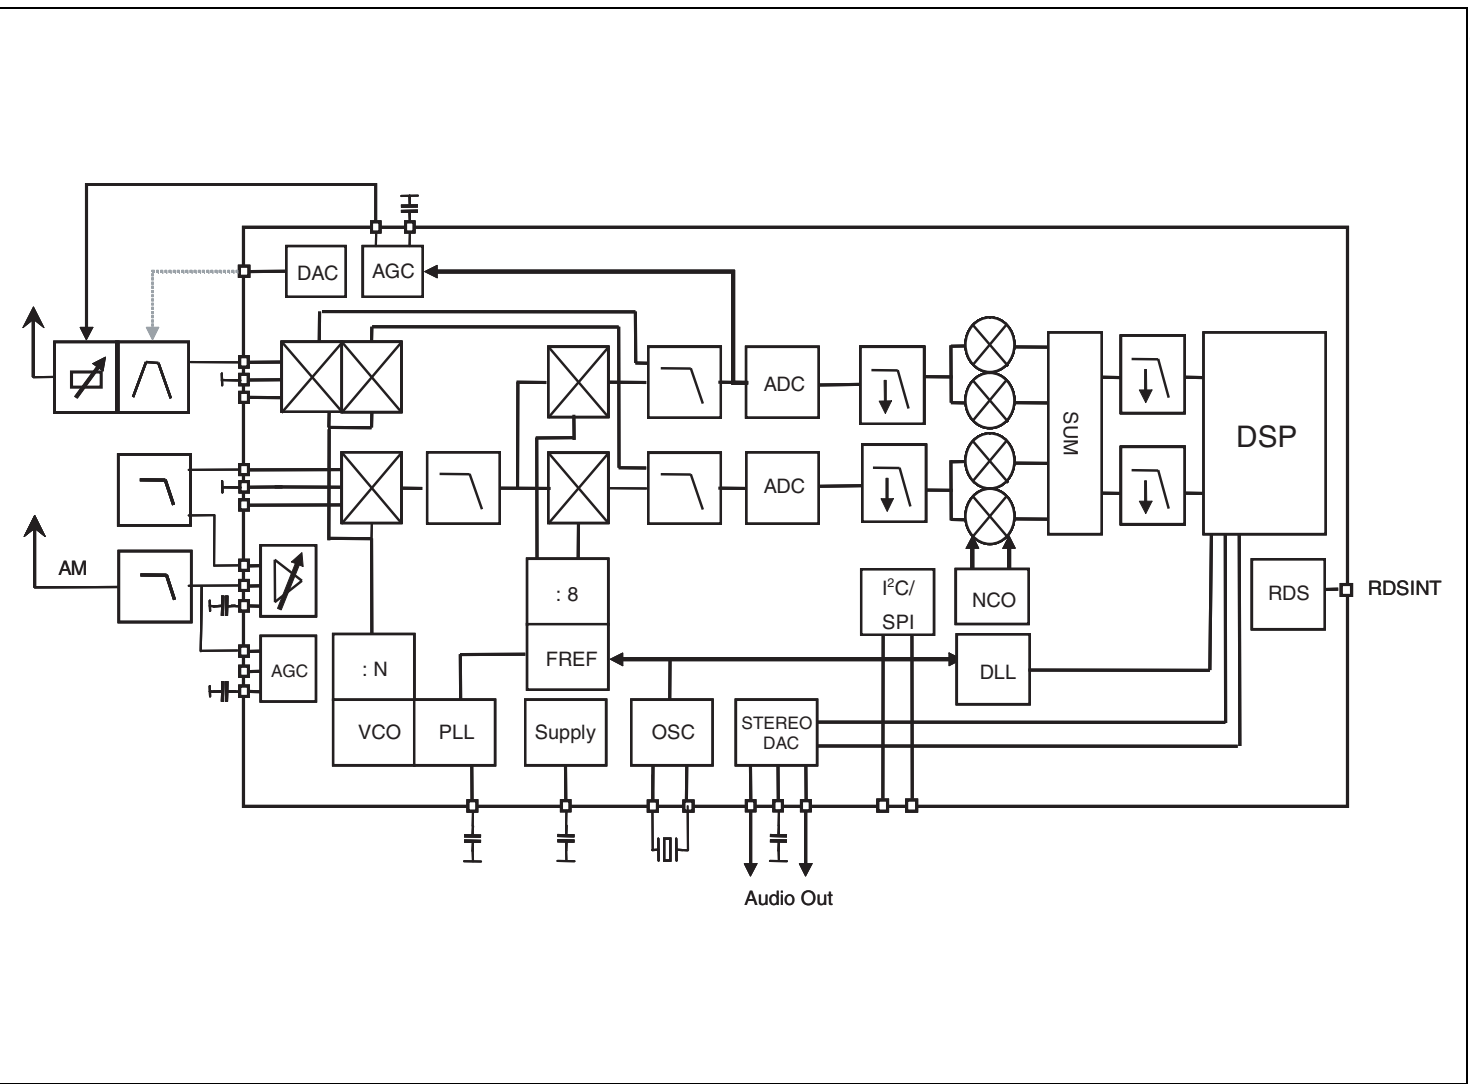 DAC
AGC
ADC
SUM
DSP
ADC
AM
: 8
I²C/
SPI
NCO
RDS
RDSINT
AGC
: N
FREF
DLL
VCO
PLL
Supply
OSC
STEREO
DAC
Audio Out